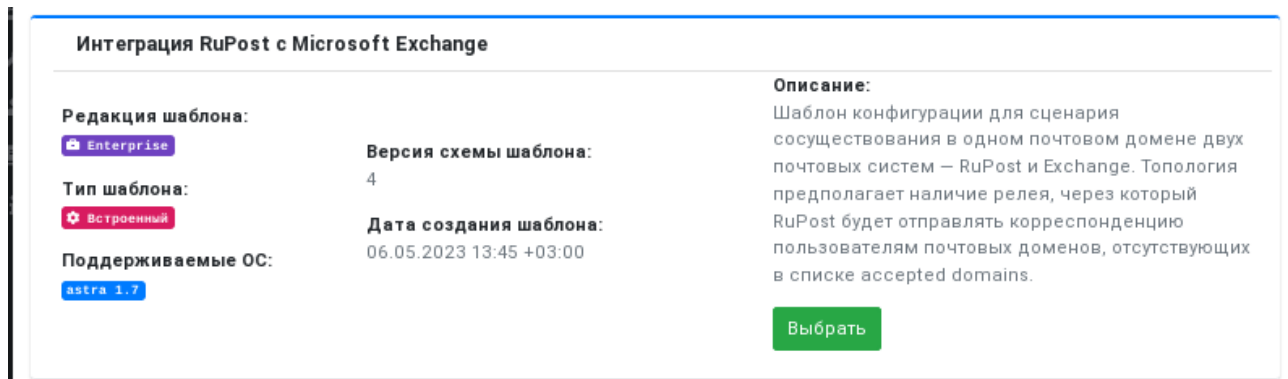 Интеграция RuPost с Microsoft Exchange
Редакция шаблона:
Enterprise
Тип шаблона:
Встроенный
Поддерживаемые ОС:
astra 1.7
Версия схемы шаблона:
4
Дата создания шаблона:
06.05.2023 13:45 +03:00
Описание:
Шаблон конфигурации для сценария
сосуществования в одном почтовом домене двух
почтовых систем — RuPost и Exchange. Топология
предполагает наличие релея, через который
RuPost будет отправлять корреспонденцию
пользователям почтовых доменов, отсутствующих
в списке accepted domains.
Выбрать